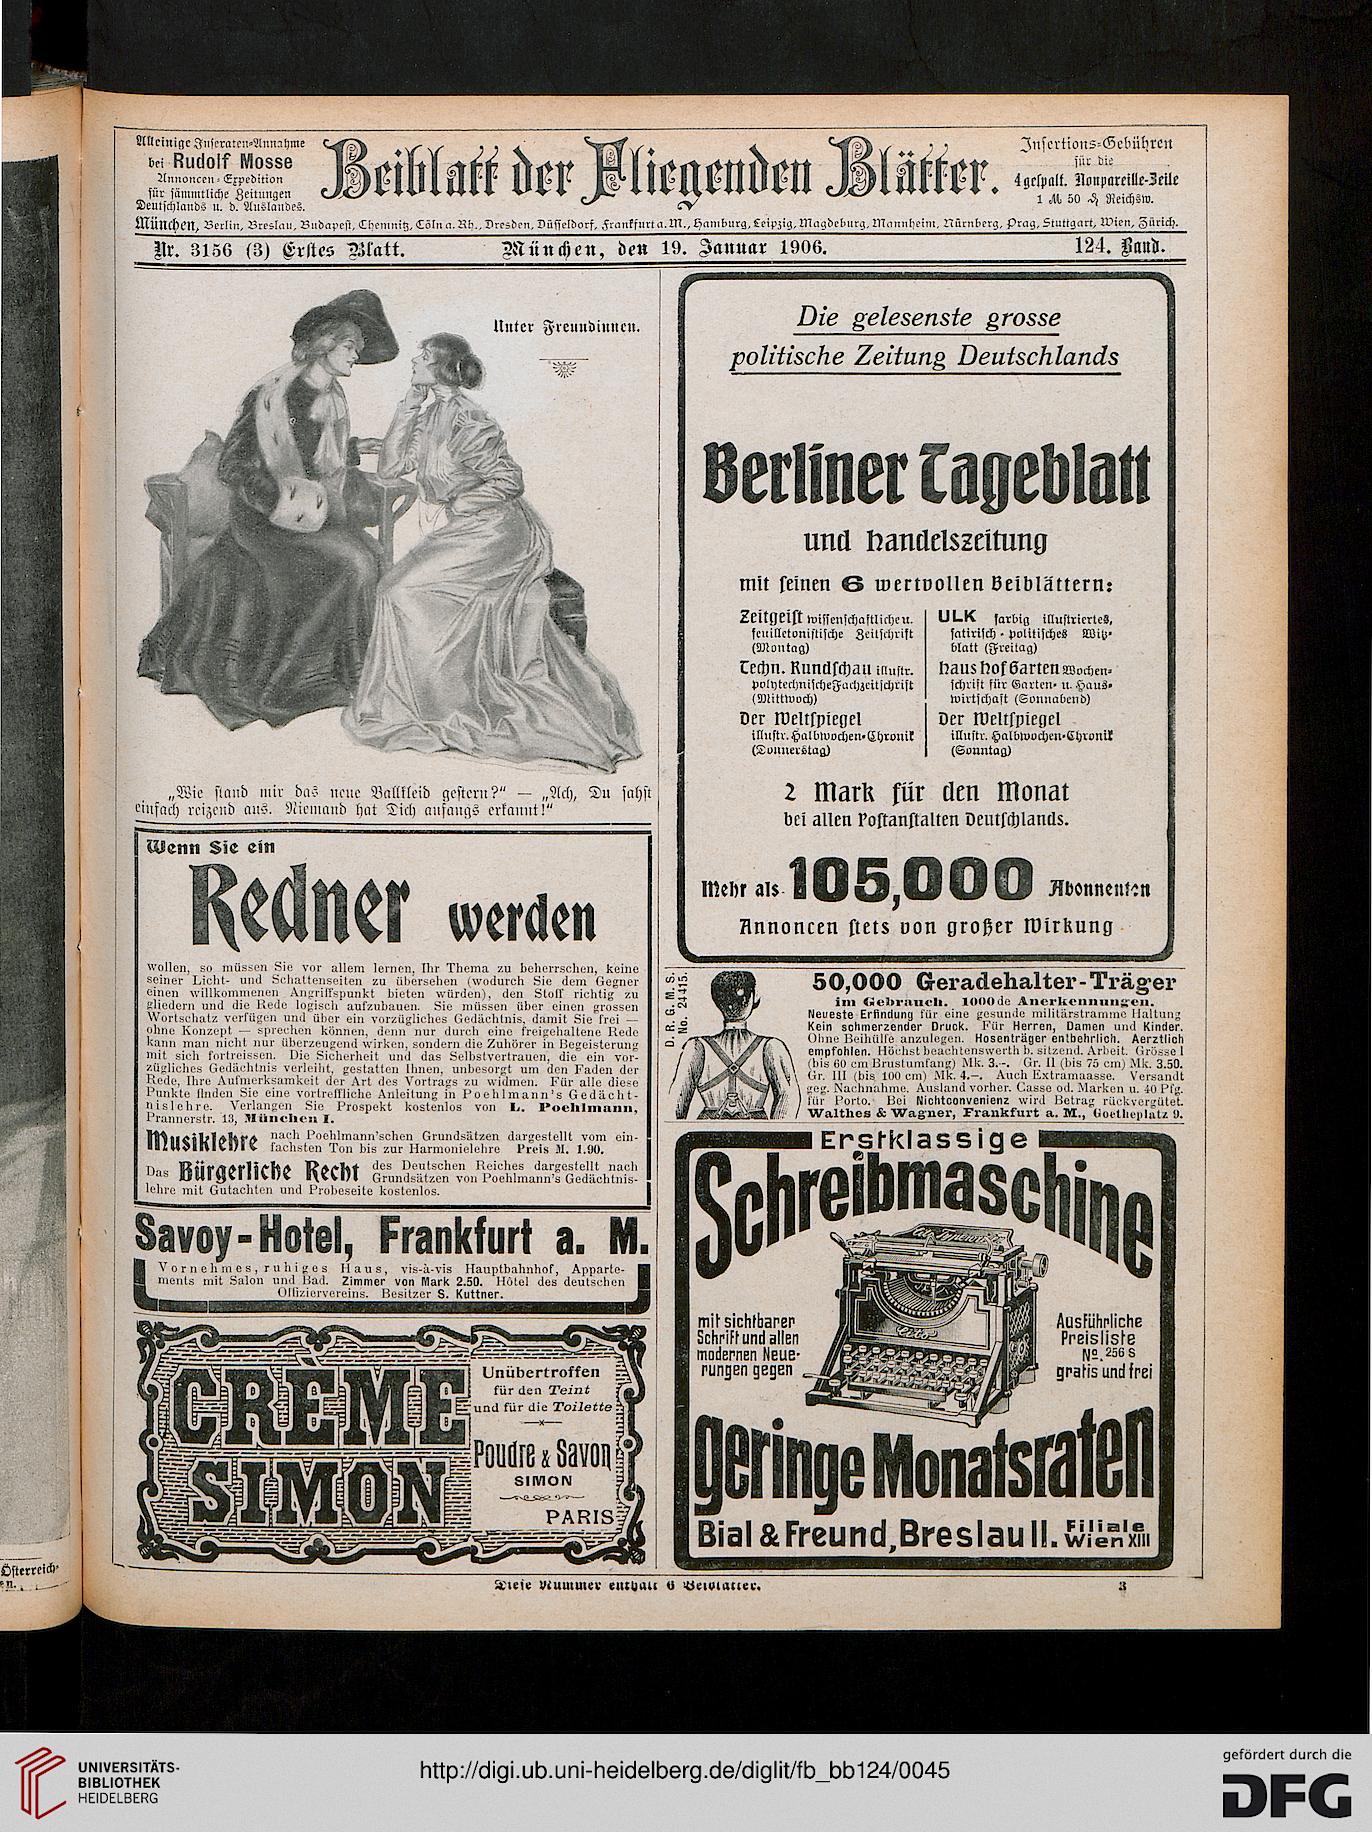 Alleinige Inseraten-Annahme
bei Rudolf Mosse
Annoncen-Expedition
für sämmtliche Zeitungen
Deutschlands u. d. Auslandes.
Beiblatt der Fliegenden Blätter.
Insertions-Gebühren
für die
4 gespalt. Nonpareille-Zeile
1 ℳ 50 ₰ Reichsw.
München, Berlin, Breslau, Budapest, Chemnitz, Cöln a. Rh., Dresden, Düsseldorf, Frankfurt a. M., Hamburg, Leipzig, Magdeburg, Mannheim, Nürnberg, Prag, Stuttgart, Wien, Zürich.
Nr. 3156 (3) Erstes Blatt.
München, den 19. Januar 1906.
124. Band.
Unter Freundinnen.
„Wie stand mir das neue Ballkleid gestern?“ — „Ach, Du sahst
einfach reizend aus. Niemand hat Dich anfangs erkannt!“
Wenn Sie ein
Redner werden
wollen, so müssen Sie vor allem lernen, Ihr Thema zu beherrschen, keine
seiner Licht- und Schattenseiten zu übersehen (wodurch Sie dem Gegner
einen willkommenen Angriffspunkt bieten würden), den Stoff richtig zu
gliedern und die Rede logisch aufzubauen. Sie müssen über einen grossen
Wortschatz verfügen und über ein vorzügliches Gedächtnis, damit Sie frei —
ohne Konzept — sprechen können, denn nur durch eine freigehaltene Rede
kann man nicht nur überzeugend wirken, sondern die Zuhörer in Begeisterung
mit sich fortreissen. Die Sicherheit und das Selbstvertrauen, die ein vor-
zügliches Gedächtnis verleiht, gestatten Ihnen, unbesorgt um den Faden der
Rede, Ihre Aufmerksamkeit der Art des Vortrags zu widmen. Für alle diese
Punkte finden Sie eine vortreffliche Anleitung in Poehlmann's Gedächt-
nislehre. Verlangen Sie Prospekt kostenlos von L. Poehlmann,
Prannerstr. 13, München I.
Musiklehre nach Poehlmann'schen Grundsätzen dargestellt vom ein-
fachsten Ton bis zur Harmonielehre Preis M. 1.90.
Das Bürgerliche Recht des Deutschen Reiches dargestellt nach
Grundsätzen von Poehlmann's Gedächtnis-
lehre mit Gutachten und Probeseite kostenlos.
Savoy-Hotel, Frankfurt a. M.
Vornehmes, ruhiges Haus, vis-à-vis Hauptbahnhof, Apparte-
ments mit Salon und Bad. Zimmer von Mark 2.50. Hôtel des deutschen
Offiziervereins. Besitzer S. Kuttner.
CRÈME
SIMON
Unübertroffen
für den Teint
und für die Toilette
Poudre & Savon
SIMON
PARIS
Die gelesenste grosse
politische Zeitung Deutschlands
Berliner Tageblatt
und Handelszeitung
mit seinen 6 wertvollen Beiblättern:
Zeitgeist wissenschaftliche u.
feuilletonistische Zeitschrift
(Montag)
Techn. Rundschau illustr.
polytechnische Fachzeitschrift
(Mittwoch)
Der Weltspiegel
illustr. Halbwochen-Chronik
(Donnerstag)
ULK farbig illustriertes,
satirisch-politisches Witz-
blatt (Freitag)
Haus Hof Garten Wochen-
schrift für Garten- u. Haus-
wirtschaft (Sonnabend)
Der Weltspiegel
illustr. Halbwochen-Chronik
(Sonntag)
2 Mark für den Monat
bei allen Postanstalten Deutschlands.
Mehr als 105,000 Abonnenten
Annoncen stets von großer Wirkung
D. R. G. M. S.
No. 24415.
50,000 Geradehalter-Träger
im Gebrauch. 1000 de Anerkennungen.
Neueste Erfindung für eine gesunde militärstramme Haltung
Kein schmerzender Druck. Für Herren, Damen und Kinder.
Ohne Beihülfe anzulegen. Hosenträger entbehrlich. Aerztlich
empfohlen. Höchst beachtenswerth b. sitzend. Arbeit. Grösse I
(bis 60 cm Brustumfang) Mk. 3.–. Gr. II (bis 75 cm) Mk. 3.50.
Gr. III (bis 100 cm) Mk. 4.–. Auch Extramaasse. Versandt
geg. Nachnahme. Ausland vorher. Casse od. Marken u. 40 Pfg.
für Porto. Bei Nichtconvenienz wird Betrag rückvergütet.
Walthes & Wagner, Frankfurt a. M., Goetheplatz 9.
Erstklassige
Schreibmaschine
mit sichtbarer
Schrift und allen
modernen Neue-
rungen gegen
Ausführliche
Preisliste
No. 256 S
gratis und frei
geringe Monatsraten
Bial & Freund, Breslau II. Filiale
Wien XIII
Diese Nummer enthält 6 Beiblätter.
3
Österreich-
UNIVERSITÄTS-
BIBLIOTHEK
HEIDELBERG
http://digi.ub.uni-heidelberg.de/diglit/fb_bb124/0045
gefördert durch die
DFG